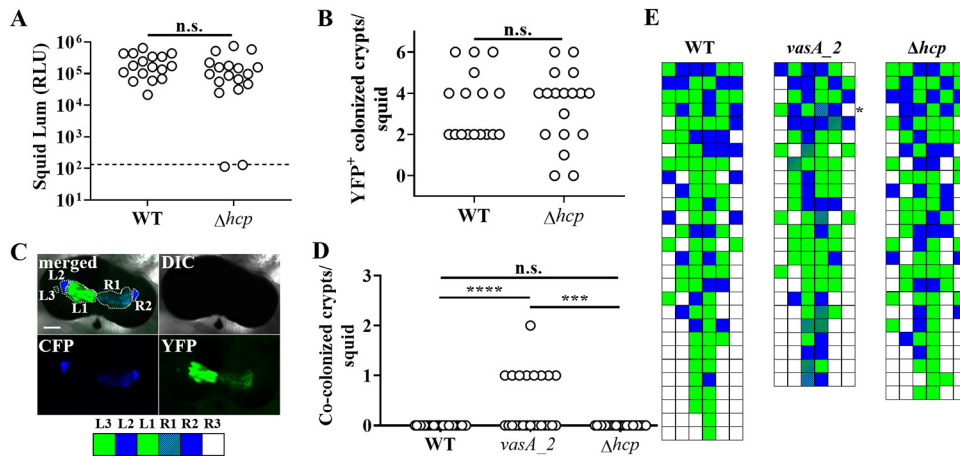 A
n.s.
Squid Lum (RLU)
10^6
10^5
10^4
10^3
10^2
10^1
WT
Δhcp
B
n.s.
YFP^+ colonized crypts/
squid
6
4
2
0
WT
Δhcp
C
merged
DIC
L2
R1
L3
L1
R2
CFP
YFP
L3 L2 L1 R1 R2 R3
D
n.s.
****
***
Co-colonized crypts/
squid
3
2
1
0
WT
vasA_2
Δhcp
E
WT
vasA_2
Δhcp
*